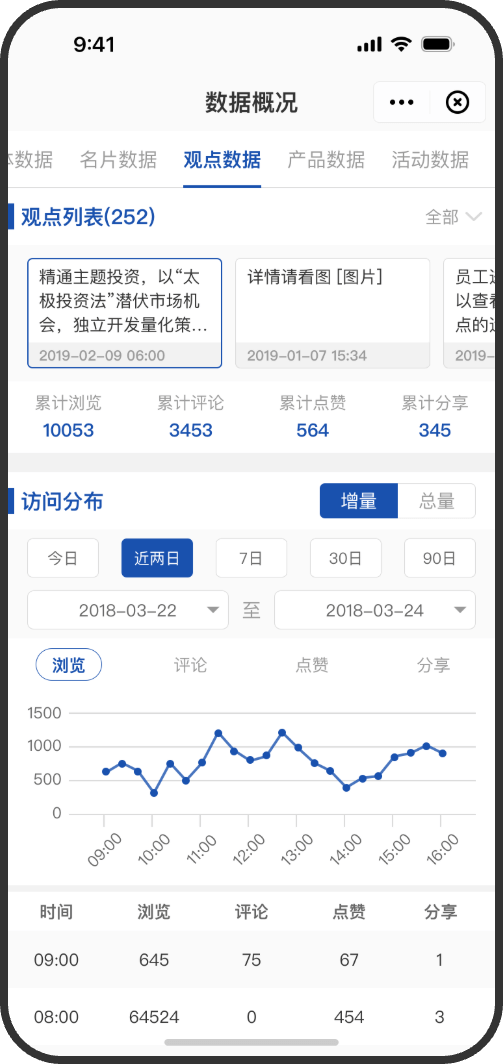 9:41
数据概况
本数据 名片数据 观点数据 产品数据 活动数据
观点列表(252) 全部
精通主题投资，以“太
极投资法”潜伏市场机
会，独立开发量化策...
2019-02-09 06:00
详情请看图 [图片]
2019-01-07 15:34
员工
以查看
点的
2019-
累计浏览 累计评论 累计点赞 累计分享
10053 3453 564 345
访问分布 增量 总量
今日 近两日 7日 30日 90日
2018-03-22 至 2018-03-24
浏览 评论 点赞 分享
1500
1000
500
0
09:00 10:00 11:00 12:00 13:00 14:00 15:00 16:00
时间 浏览 评论 点赞 分享
09:00 645 75 67 1
08:00 64524 0 454 3